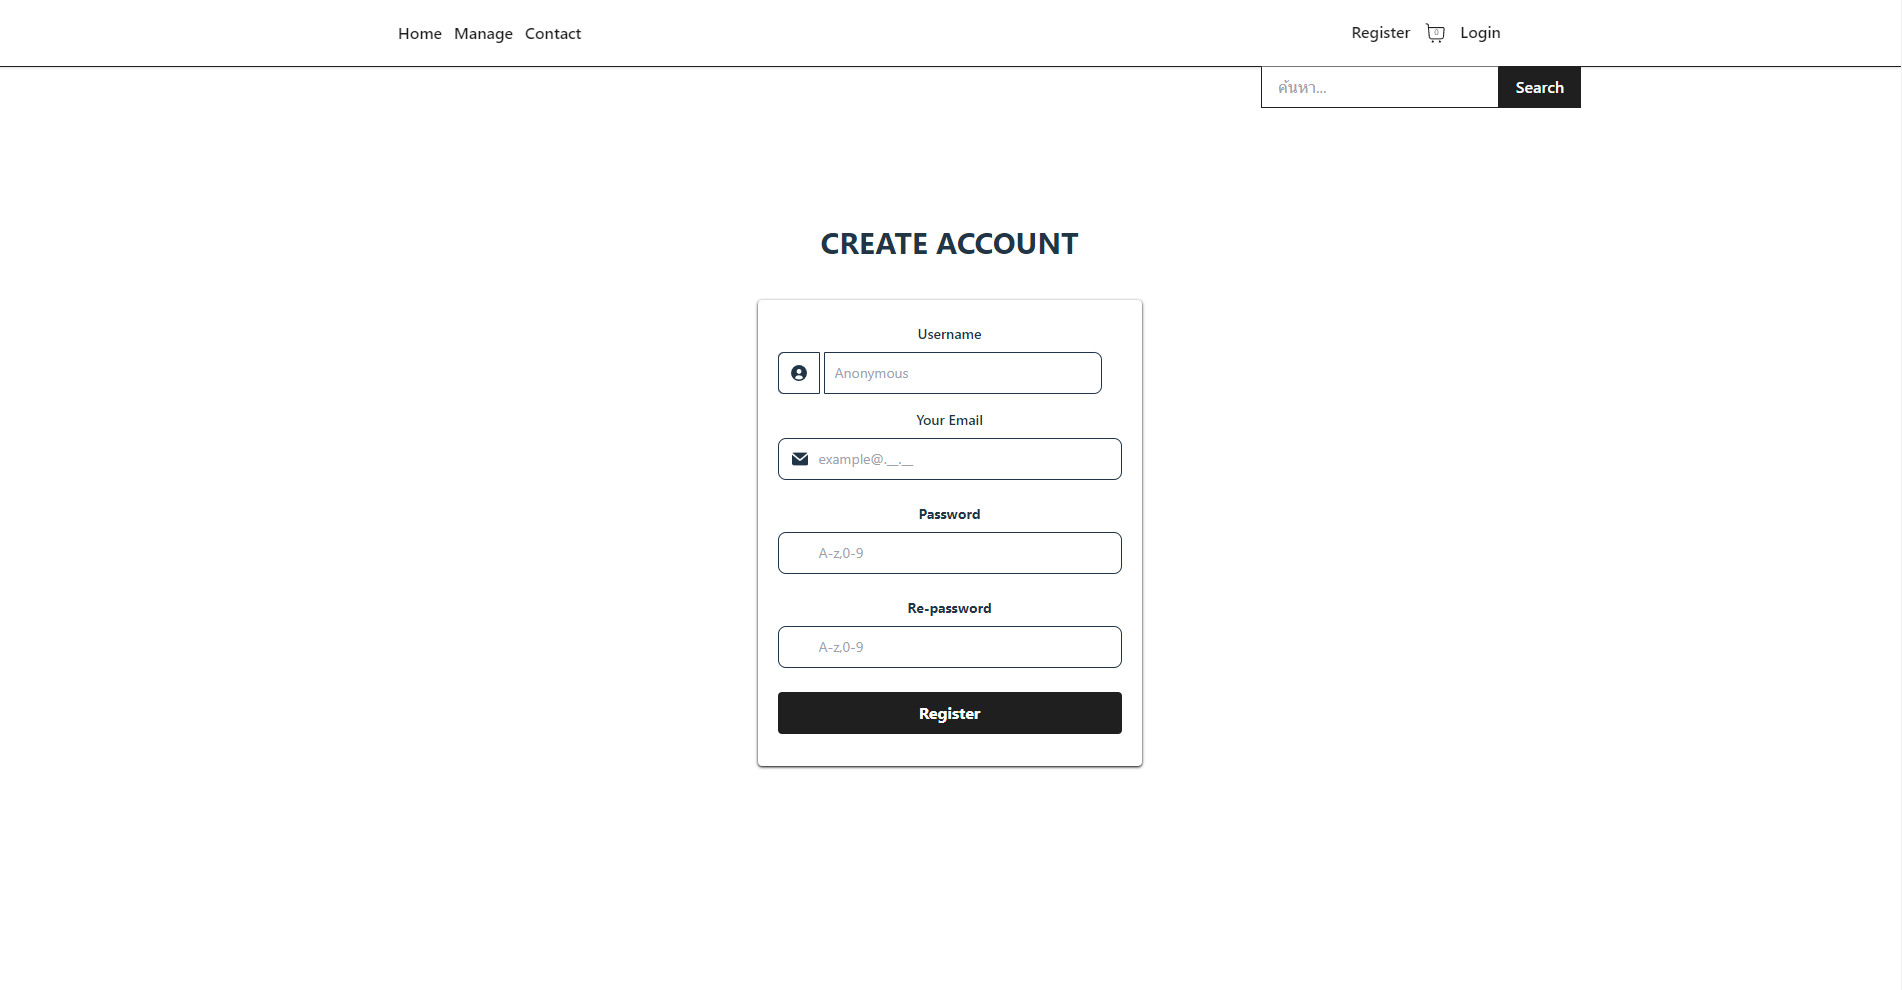 Home Manage Contact Register 0 Login
ค้นหา... Search
CREATE ACCOUNT
Username
Anonymous
Your Email
example@.__.__
Password
A-z,0-9
Re-password
A-z,0-9
Register